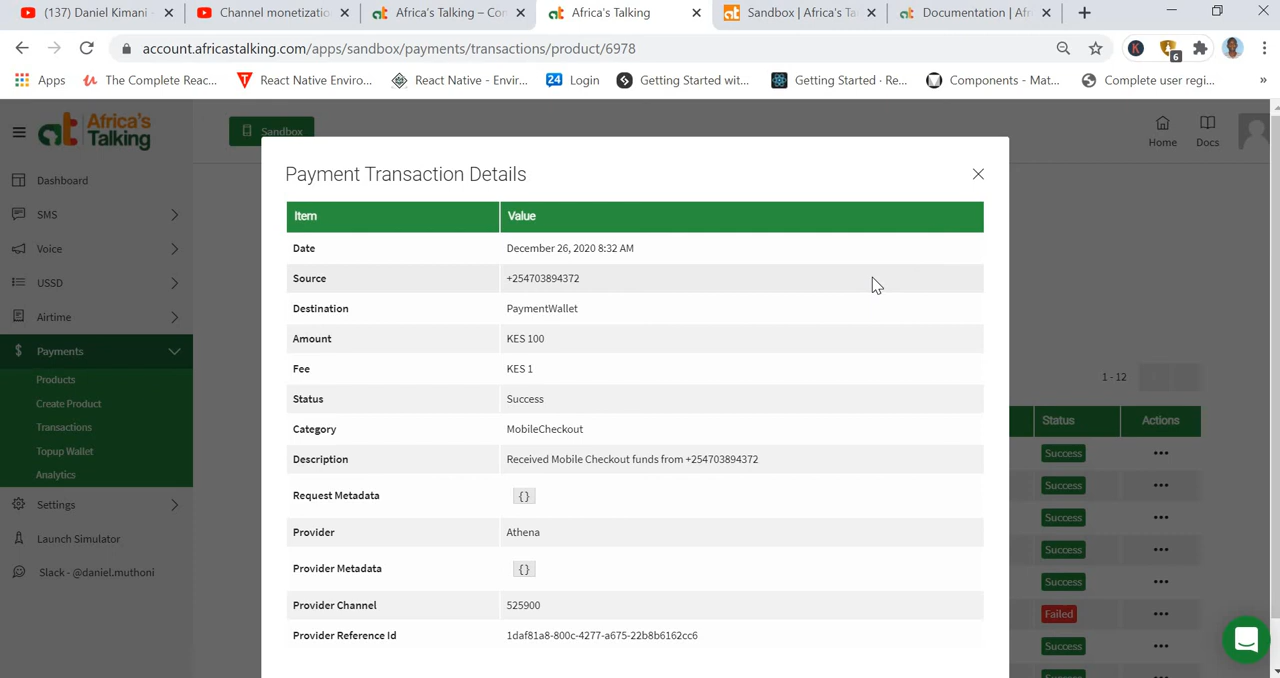 (137) Daniel Kimani -
Channel monetizatio
Africa's Talking – Con
Africa's Talking
Sandbox | Africa's Ta
Documentation | Afr
account.africastalking.com/apps/sandbox/payments/transactions/product/6978
6
Apps
The Complete Reac...
React Native Enviro...
React Native - Envir...
24 Login
Getting Started wit...
Getting Started · Re...
Components - Mat...
Complete user regi...
»
Africa's
Talking
Sandbox
Home
Docs
Dashboard
SMS
Voice
USSD
Airtime
Payments
Products
Create Product
Transactions
Topup Wallet
Analytics
Settings
Launch Simulator
Slack - @daniel.muthoni
Payment Transaction Details
Item Value
Date December 26, 2020 8:32 AM
Source +254703894372
Destination PaymentWallet
Amount KES 100
Fee KES 1
Status Success
Category MobileCheckout
Description Received Mobile Checkout funds from +254703894372
Request Metadata {}
Provider Athena
Provider Metadata {}
Provider Channel 525900
Provider Reference Id 1daf81a8-800c-4277-a675-22b8b6162cc6
1 - 12
Status Actions
Success
Success
Success
Success
Success
Failed
Success